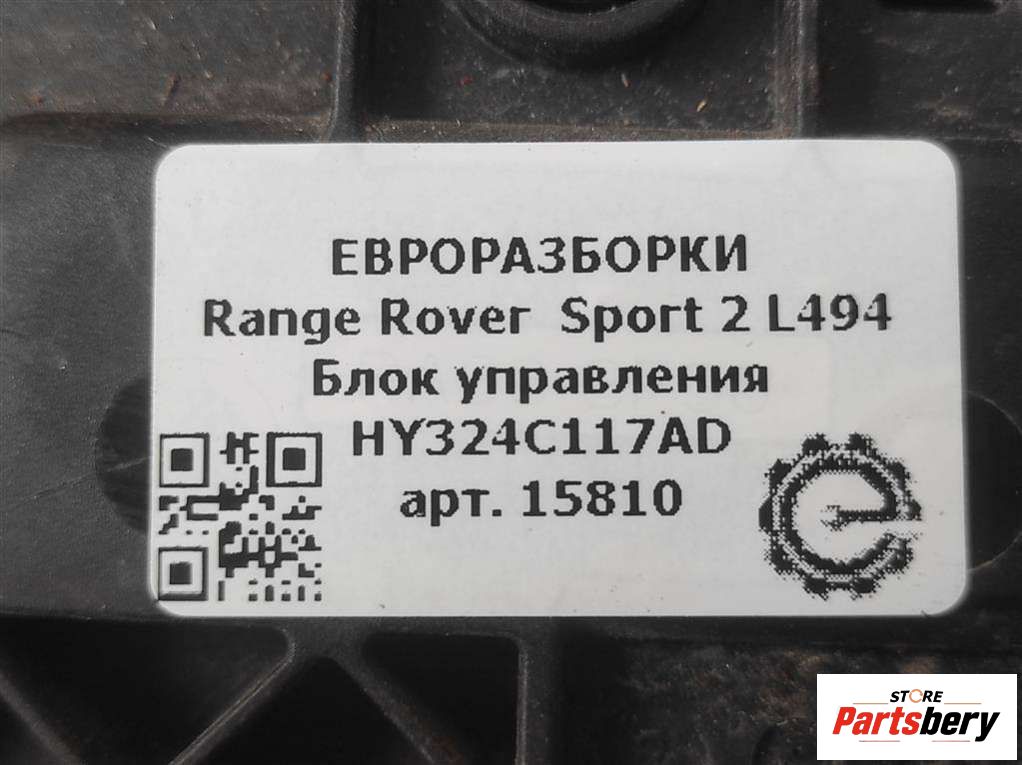 ЕВРОРАЗБОРКИ
Range Rover Sport 2 L494
Блок управления
HY324C117AD
арт. 15810
STORE
Partsbery